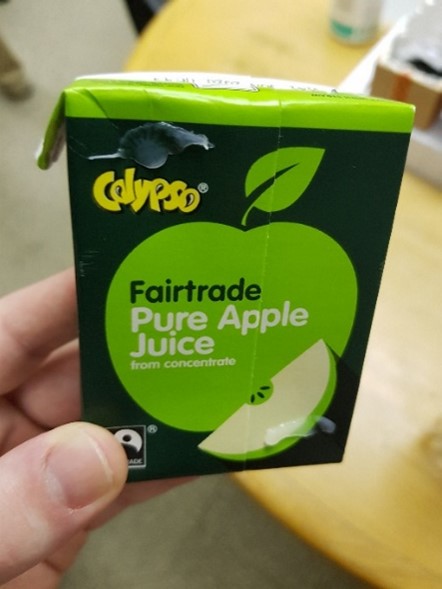 Calypso®
Fairtrade
Pure Apple
Juice
from concentrate
®